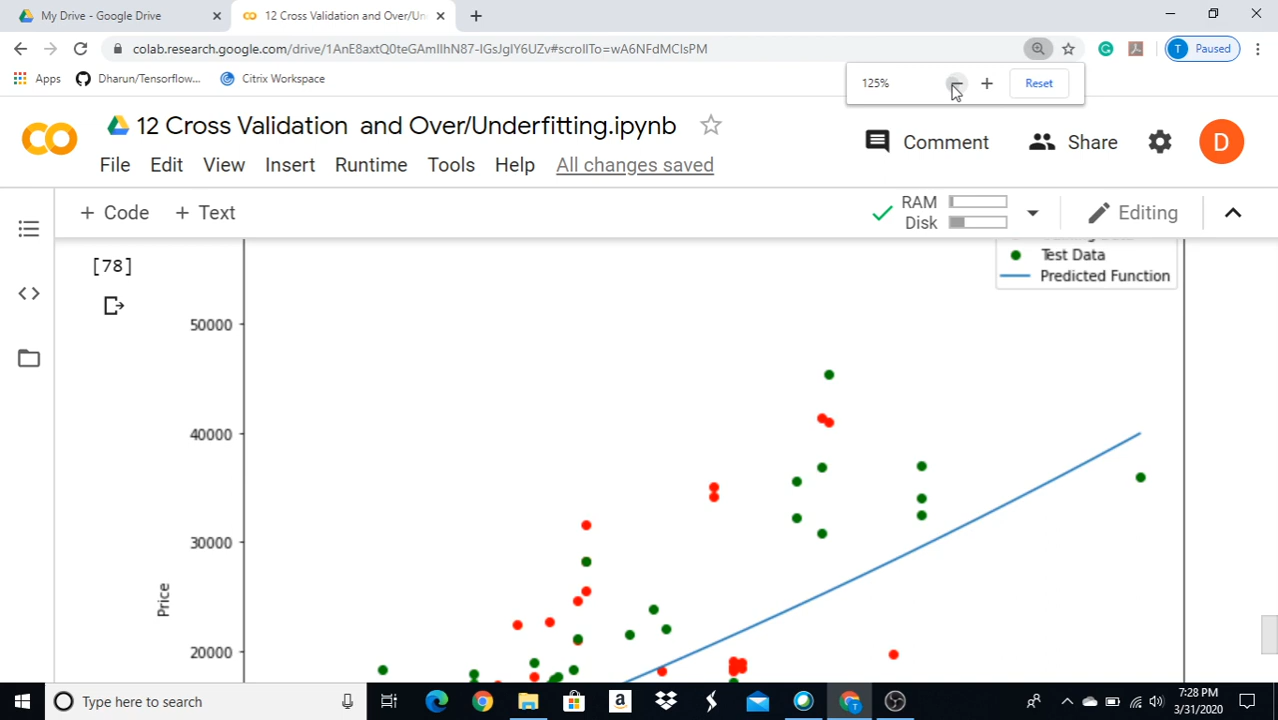 My Drive - Google Drive
12 Cross Validation and Over/Un
colab.research.google.com/drive/1AnE8axtQ0teGAmIIhN87-IGsJgIY6UZv#scrollTo=wA6NFdMCIsPM
T Paused
Apps Dharun/Tensorflow... Citrix Workspace
125% Reset
12 Cross Validation and Over/Underfitting.ipynb
Comment Share D
File Edit View Insert Runtime Tools Help All changes saved
+ Code + Text
RAM
Disk
Editing
[78]
Test Data
Predicted Function
50000
40000
30000
Price
20000
Type here to search
7:28 PM
3/31/2020